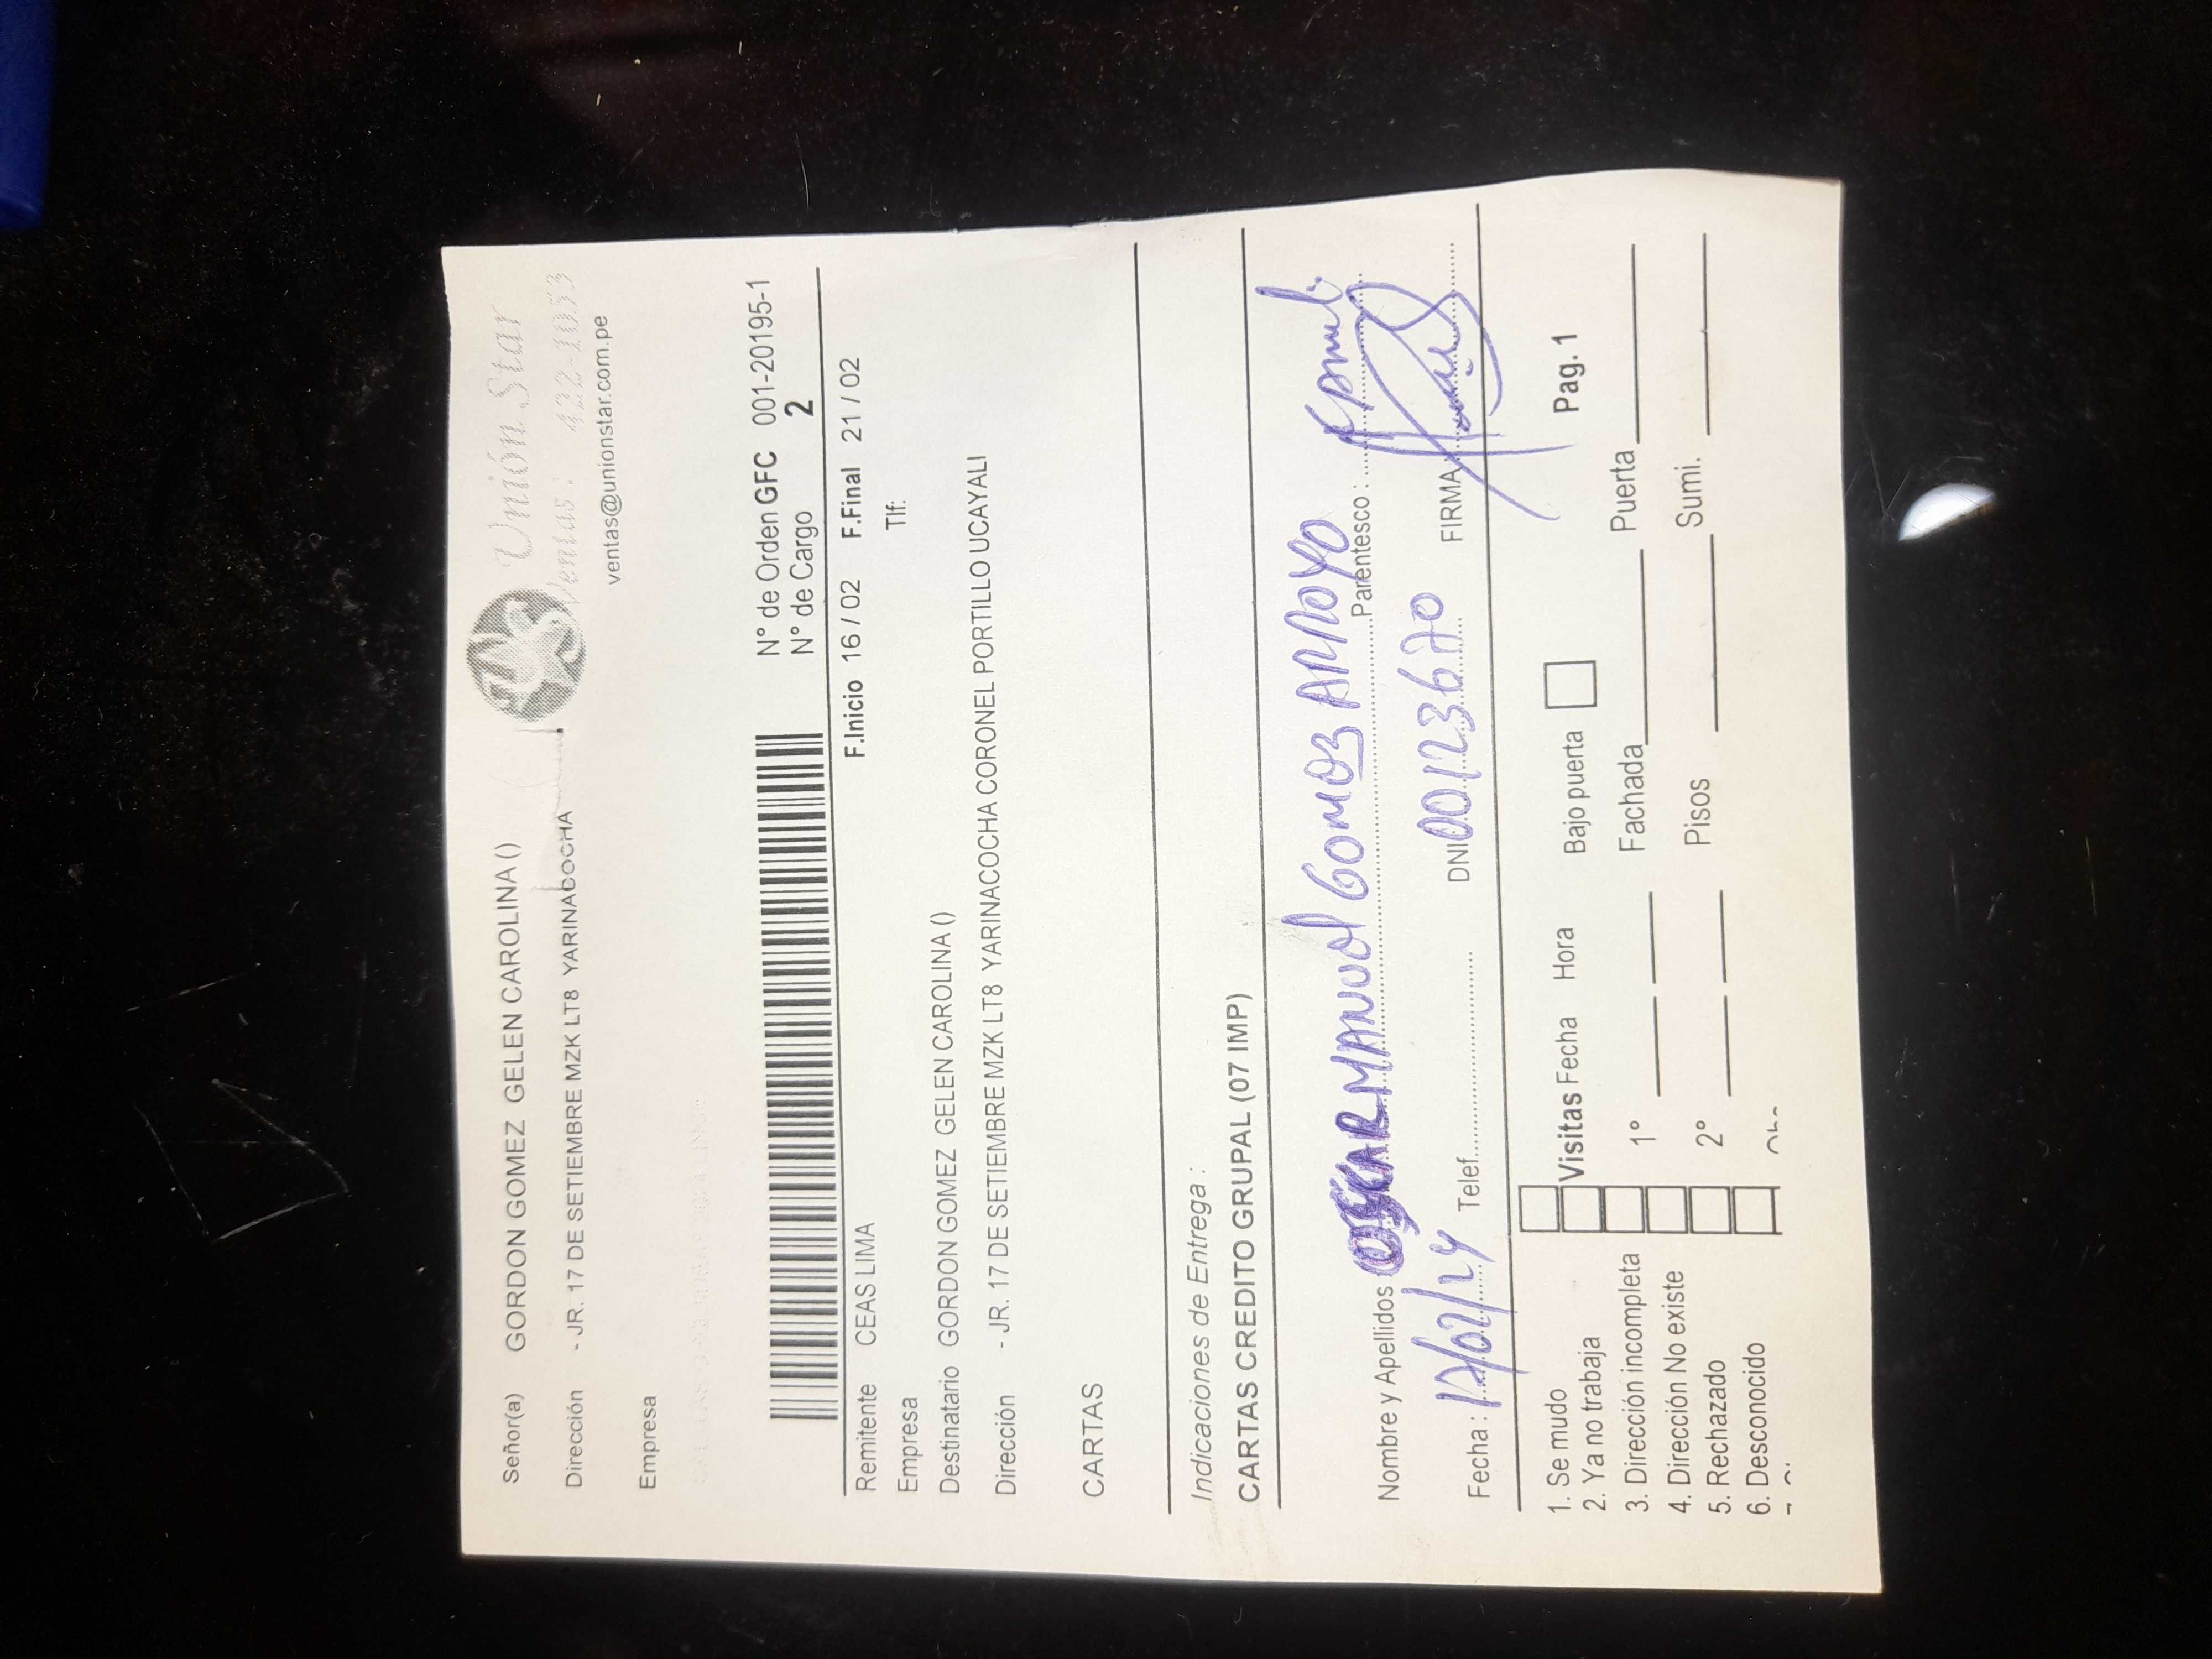 Señor(a) GORDON GOMEZ GELEN CAROLINA ()
Unión Star
Ventas : 422-1053
Dirección - JR. 17 DE SETIEMBRE MZK LT8 YARINACOCHA
ventas@unionstar.com.pe
Empresa
N° de Orden GFC 001-20195-1
N° de Cargo 2
F.Inicio 16 / 02 F.Final 21 / 02
Remitente CEAS LIMA
Empresa Tlf:
Destinatario GORDON GOMEZ GELEN CAROLINA ()
Dirección - JR. 17 DE SETIEMBRE MZK LT8 YARINACOCHA CORONEL PORTILLO UCAYALI
CARTAS
Indicaciones de Entrega :
CARTAS CREDITO GRUPAL (07 IMP)
Nombre y Apellidos OSCAR MANUEL GOMEZ ARROYO Parentesco :
Fecha : Telef. DNI 00123670 FIRMA
1. Se mudo Visitas Fecha Hora Bajo puerta Pag. 1
2. Ya no trabaja
3. Dirección incompleta 1° Fachada Puerta
4. Dirección No existe
5. Rechazado 2° Pisos Sumi.
6. Desconocido